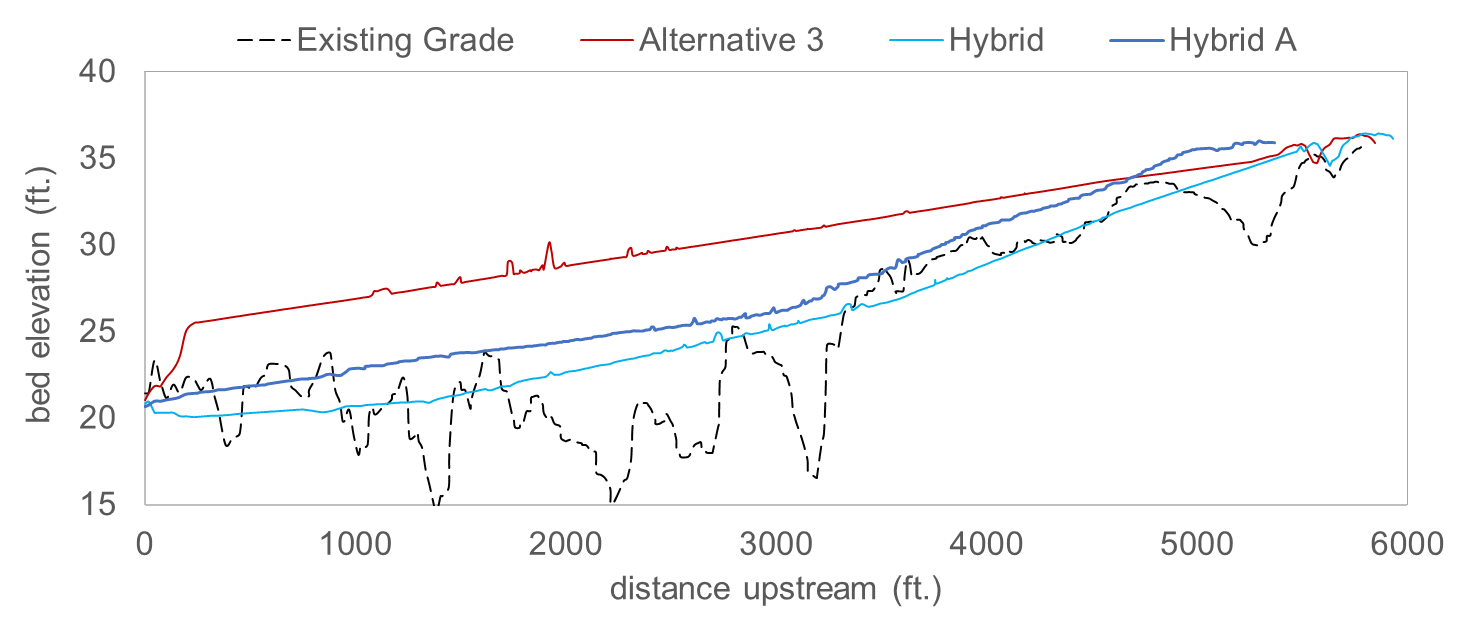 Existing Grade Alternative 3 Hybrid Hybrid A
40
35
30
25
20
15
bed elevation (ft.)
0 1000 2000 3000 4000 5000 6000
distance upstream (ft.)